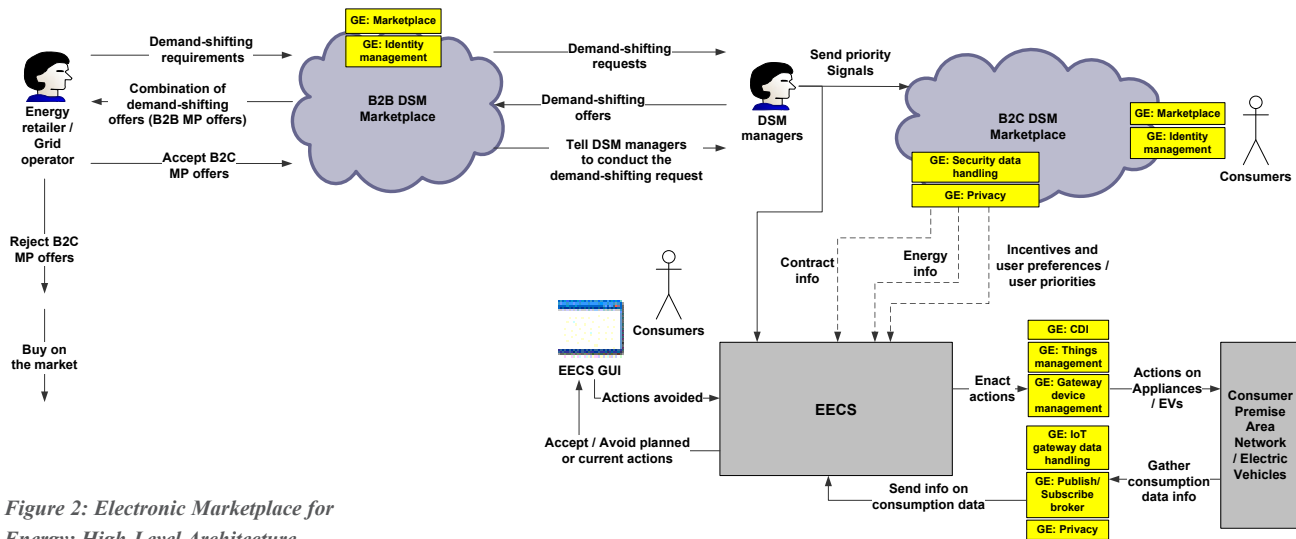 GE: Marketplace
GE: Identity
management
B2B DSM
Marketplace
Demand-shifting
requirements
Combination of
demand-shifting
offers (B2B MP offers)
Accept B2C
MP offers
Energy
retailer /
Grid
operator
Reject B2C
MP offers
Buy on
the market
Demand-shifting
requests
Demand-shifting
offers
Tell DSM managers
to conduct the
demand-shifting request
DSM
managers
Send priority
Signals
B2C DSM
Marketplace
GE: Marketplace
GE: Identity
management
Consumers
GE: Security data
handling
GE: Privacy
Contract
info
Energy
info
Incentives and
user preferences /
user priorities
Consumers
EECS GUI
Actions avoided
Accept / Avoid planned
or current actions
EECS
Enact
actions
GE: CDI
GE: Things
management
GE: Gateway
device
management
Actions on
Appliances
/ EVs
Consumer
Premise
Area
Network
/ Electric
Vehicles
GE: IoT
gateway data
handling
GE: Publish/
Subscribe
broker
GE: Privacy
Gather
consumption
data info
Send info on
consumption data
Figure 2: Electronic Marketplace for
Energy: High Level Architecture